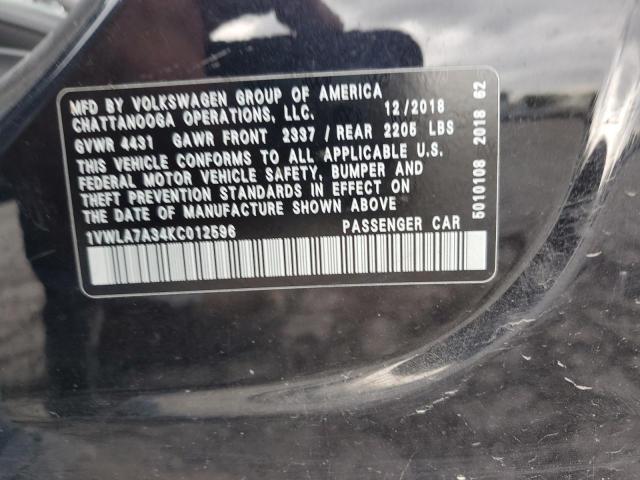 MFD BY VOLKSWAGEN GROUP OF AMERICA
CHATTANOOGA OPERATIONS, LLC. 12/2018
GVWR 4431 GAWR FRONT 2337 / REAR 2205 LBS
THIS VEHICLE CONFORMS TO ALL APPLICABLE U.S.
FEDERAL MOTOR VEHICLE SAFETY, BUMPER AND
THEFT PREVENTION STANDARDS IN EFFECT ON
THE DATE OF MANUFACTURE SHOWN ABOVE
1VWLA7A34KC012596 PASSENGER CAR
5010108 2018 62